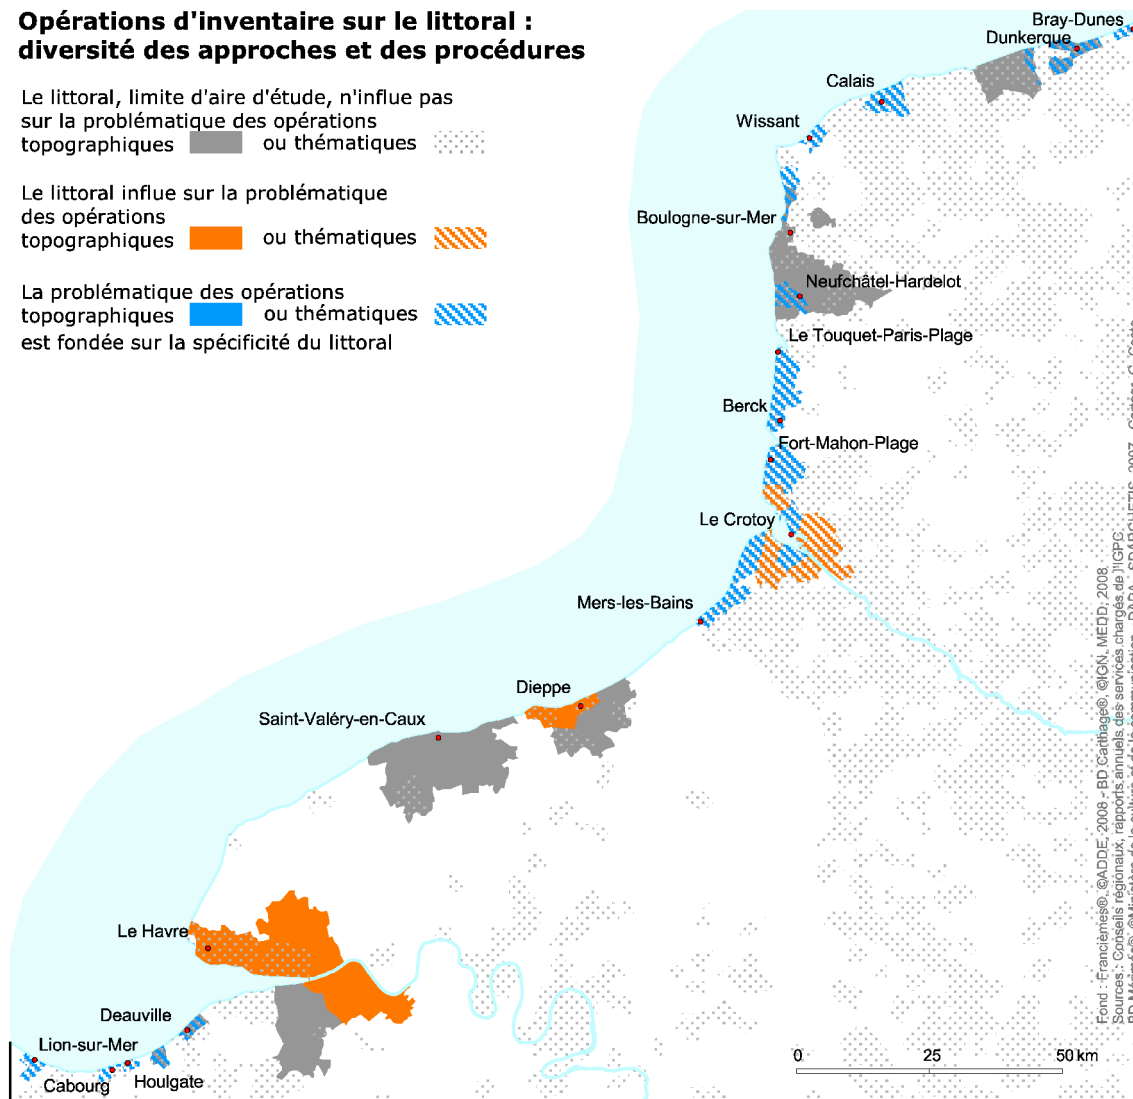 Opérations d'inventaire sur le littoral :
diversité des approches et des procédures
Le littoral, limite d'aire d'étude, n'influe pas
sur la problématique des opérations
topographiques ou thématiques
Le littoral influe sur la problématique
des opérations
topographiques ou thématiques
La problématique des opérations
topographiques ou thématiques
est fondée sur la spécificité du littoral
Bray-Dunes
Dunkerque
Calais
Wissant
Boulogne-sur-Mer
Neufchâtel-Hardelot
Le Touquet-Paris-Plage
Berck
Fort-Mahon-Plage
Le Crotoy
Mers-les-Bains
Dieppe
Saint-Valéry-en-Caux
Le Havre
Deauville
Lion-sur-Mer
Cabourg
Houlgate
0 25 50 km
Fond : Franciemes®, ©ADDE, 2008 - BD Carthage®, ©IGN, MEDD, 2008,
Sources : Conseils régionaux, rapports annuels des services chargés de l'IGPC